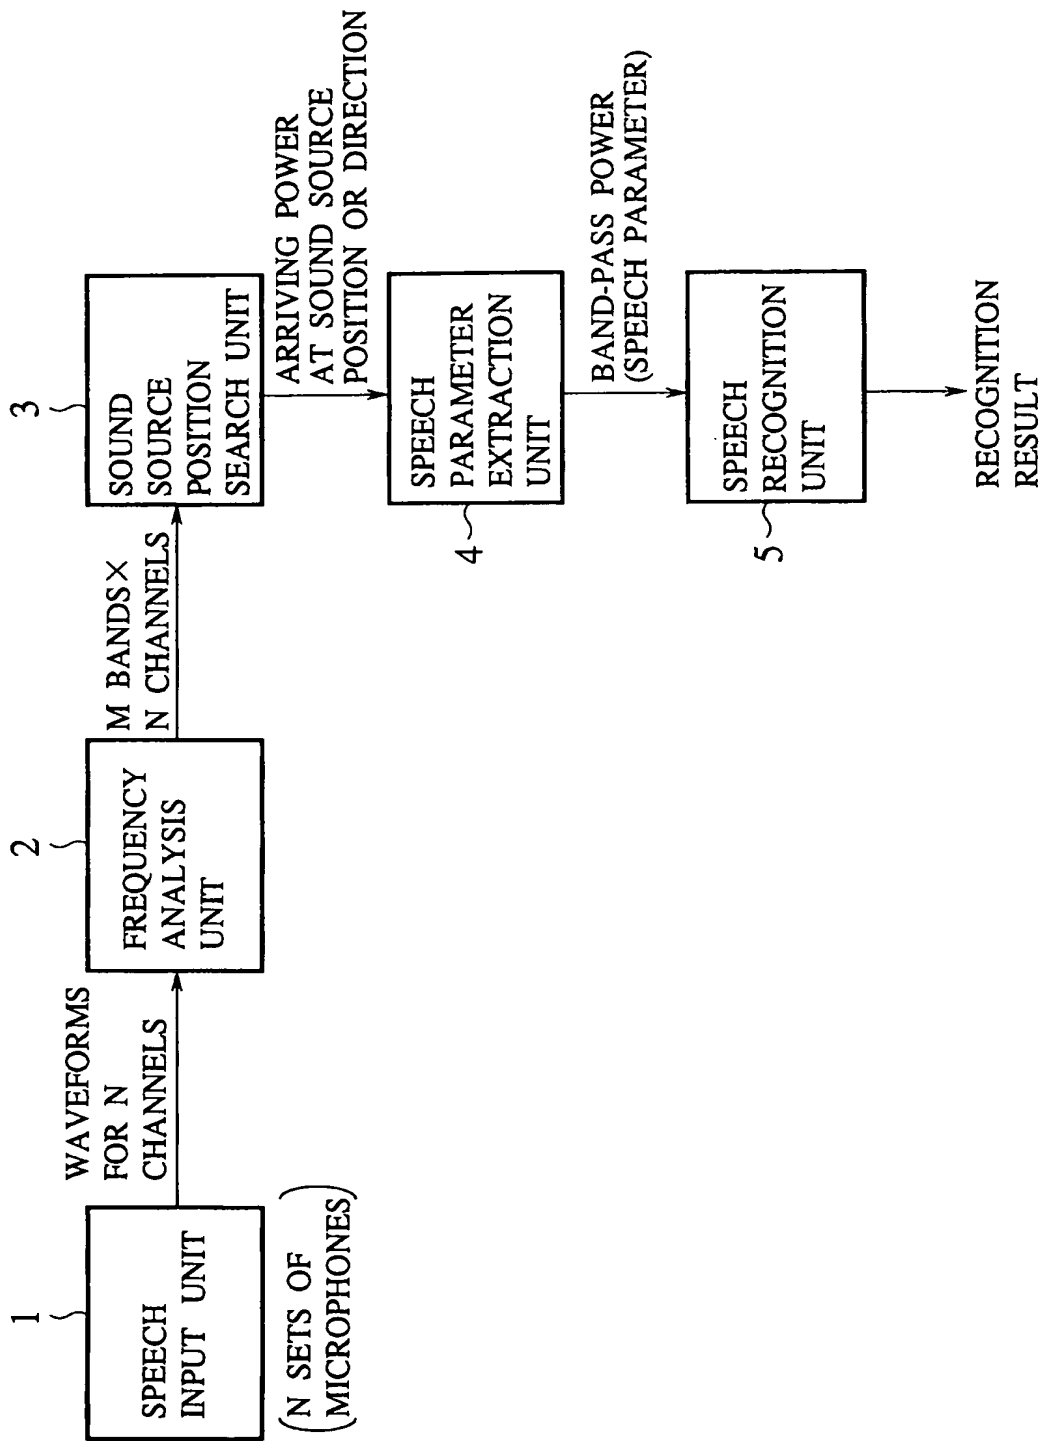 1
SPEECH
INPUT UNIT
(N SETS OF
MICROPHONES)
WAVEFORMS
FOR N
CHANNELS
2
FREQUENCY
ANALYSIS
UNIT
M BANDS×
N CHANNELS
3
SOUND
SOURCE
POSITION
SEARCH UNIT
ARRIVING POWER
AT SOUND SOURCE
POSITION OR DIRECTION
4
SPEECH
PARAMETER
EXTRACTION
UNIT
BAND-PASS POWER
(SPEECH PARAMETER)
5
SPEECH
RECOGNITION
UNIT
RECOGNITION
RESULT